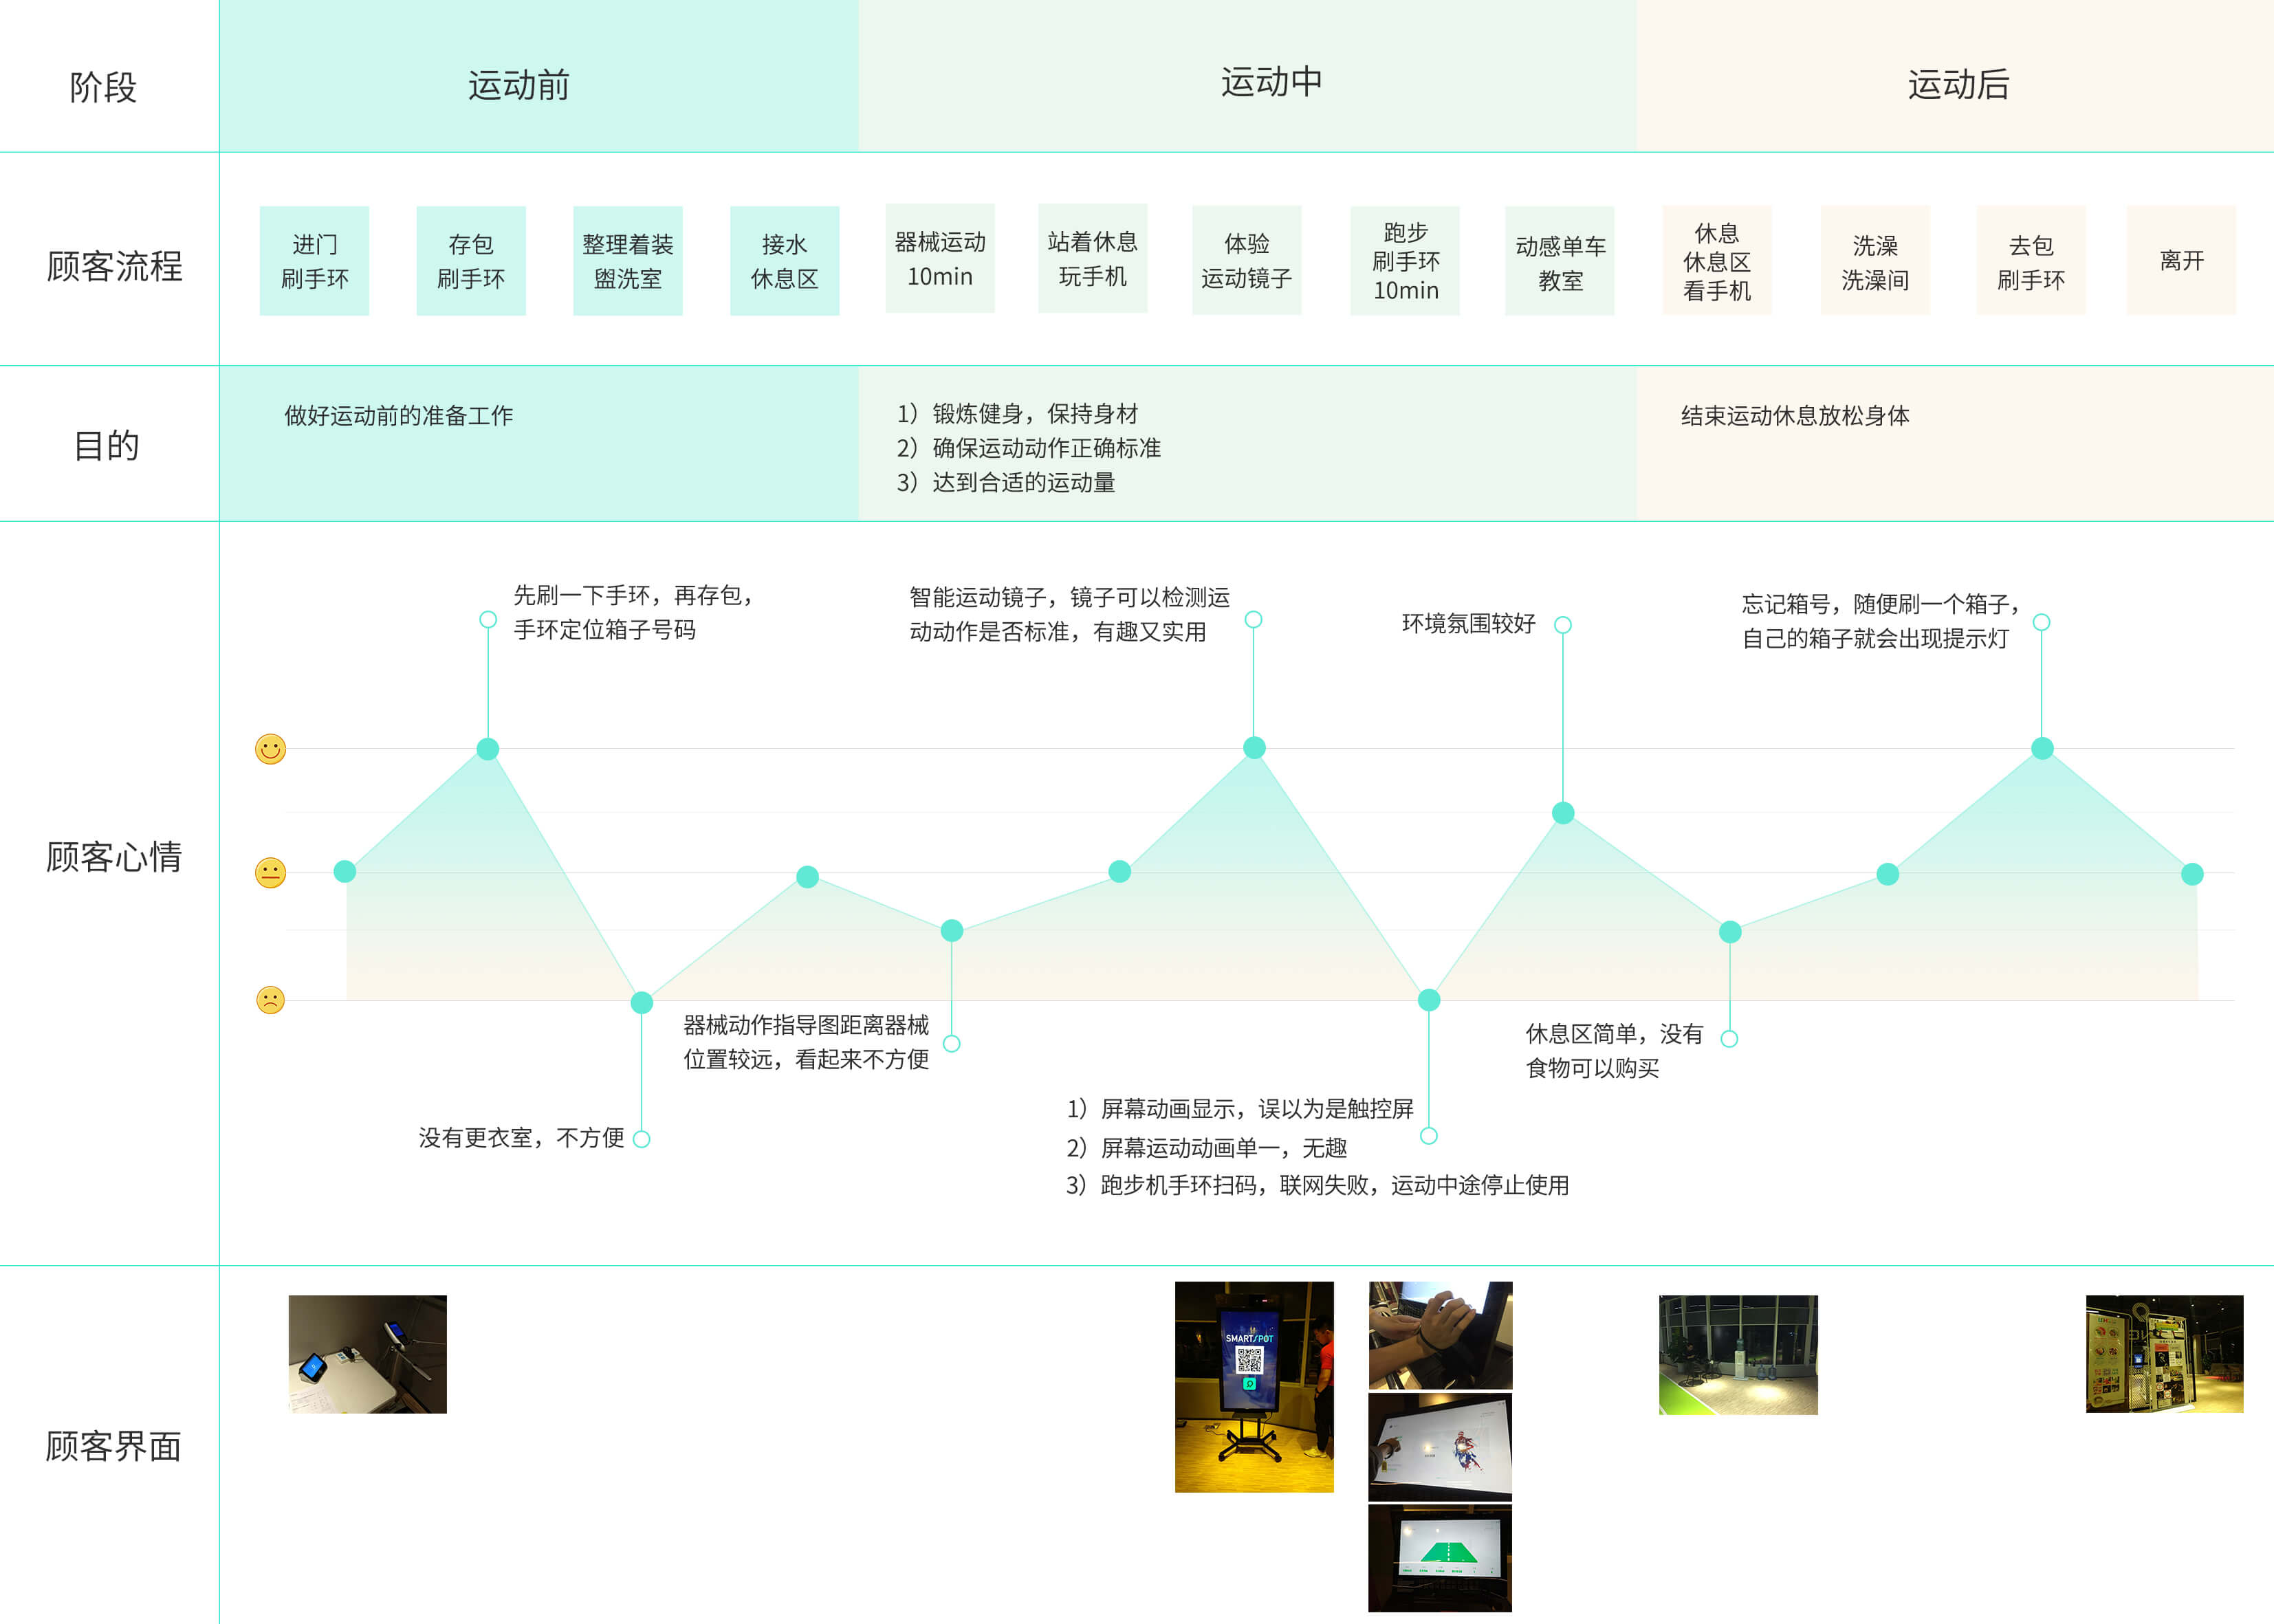 阶段
运动前
运动中
运动后
顾客流程
进门
刷手环
存包
刷手环
整理着装
盥洗室
接水
休息区
器械运动
10min
站着休息
玩手机
体验
运动镜子
跑步
刷手环
10min
动感单车
教室
休息
休息区
看手机
洗澡
洗澡间
去包
刷手环
离开
目的
做好运动前的准备工作
1）锻炼健身，保持身材
2）确保运动动作正确标准
3）达到合适的运动量
结束运动休息放松身体
顾客心情
先刷一下手环，再存包，
手环定位箱子号码
智能运动镜子，镜子可以检测运
动动作是否标准，有趣又实用
环境氛围较好
忘记箱号，随便刷一个箱子，
自己的箱子就会出现提示灯
器械动作指导图距离器械
位置较远，看起来不方便
没有更衣室，不方便
1）屏幕动画显示，误以为是触控屏
2）屏幕运动动画单一，无趣
3）跑步机手环扫码，联网失败，运动中途停止使用
休息区简单，没有
食物可以购买
顾客界面
SMART/SPOT